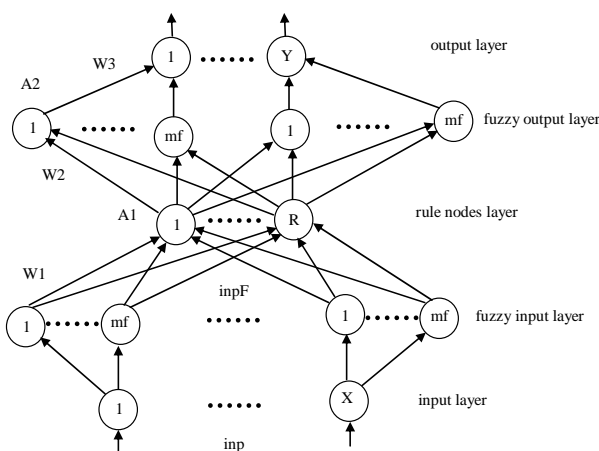 1 Y output layer
W3
A2
1 mf 1 mf fuzzy output layer
W2
A1 1 R rule nodes layer
W1
inpF
1 mf 1 mf fuzzy input layer
1 X input layer
inp